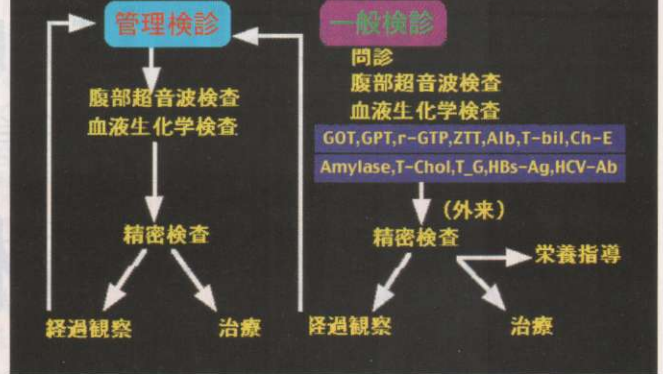 管理検診
腹部超音波検査
血液生化学検査
精密検査
経過観察
治療
一般検診
問診
腹部超音波検査
血液生化学検査
GOT,GPT,r-GTP,ZTT,Alb,T-bil,Ch-E
Amylase,T-Chol,T_G,HBs-Ag,HCV-Ab
(外来)
精密検査
栄養指導
経過観察
治療